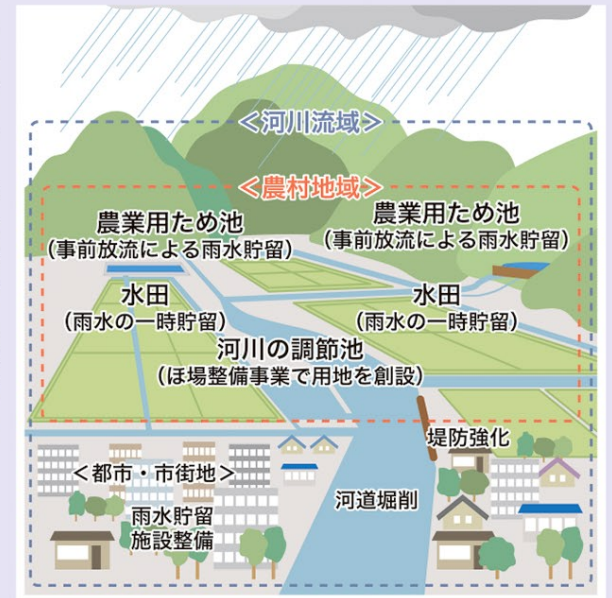 ＜河川流域＞
＜農村地域＞
農業用ため池
（事前放流による雨水貯留）
農業用ため池
（事前放流による雨水貯留）
水田
（雨水の一時貯留）
水田
（雨水の一時貯留）
河川の調節池
（ほ場整備事業で用地を創設）
堤防強化
＜都市・市街地＞
河道掘削
雨水貯留
施設整備